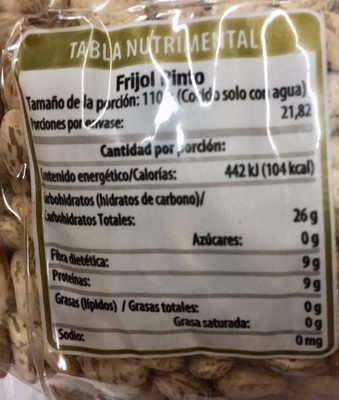 TABLA NUTRIMENTAL
Frijol Pinto
Tamaño de la porción: 110 (Cocido solo con agua)
Porciones por envase: 21,82
Cantidad por porción:
Contenido energético/Calorías: 442 kJ (104 kcal)
Carbohidratos (hidratos de carbono)/
Carbohidratos Totales: 26 g
Azúcares: 0 g
Fibra dietética: 9 g
Proteínas: 9 g
Grasas (lípidos) / Grasas totales: 0 g
Grasa saturada: 0 g
Sodio: 0 mg